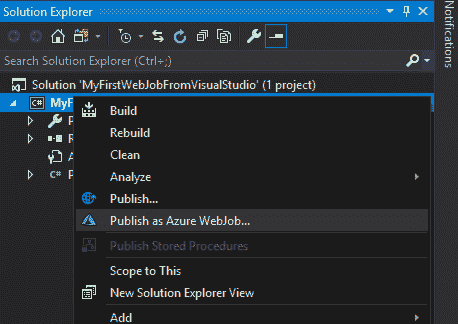 Solution Explorer
Search Solution Explorer (Ctrl+;)
Solution 'MyFirstWebJobFromVisualStudio' (1 project)
C# MyF
P
R
A
C# P
Build
Rebuild
Clean
Analyze
Publish...
Publish as Azure WebJob...
Publish Stored Procedures
Scope to This
New Solution Explorer View
Add
Notifications